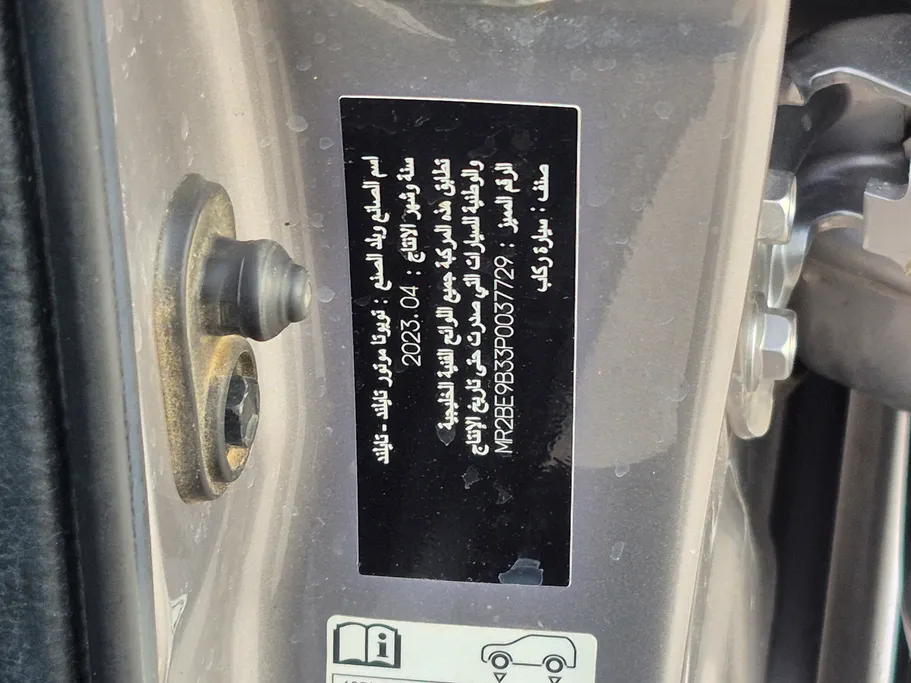 اسم الصانع وبلد الصنع : تويوتا موتور تايلند - تايلند
سنة وشهر الانتاج : 2023.04
تطابق هذه المركبة جميع اللوائح الفنية الخليجية
والوطنية للسيارات التي صدرت حتى تاريخ الإنتاج
الرقم المميز : MR2BE9B33P0037729
صنف : سيارة ركاب
i